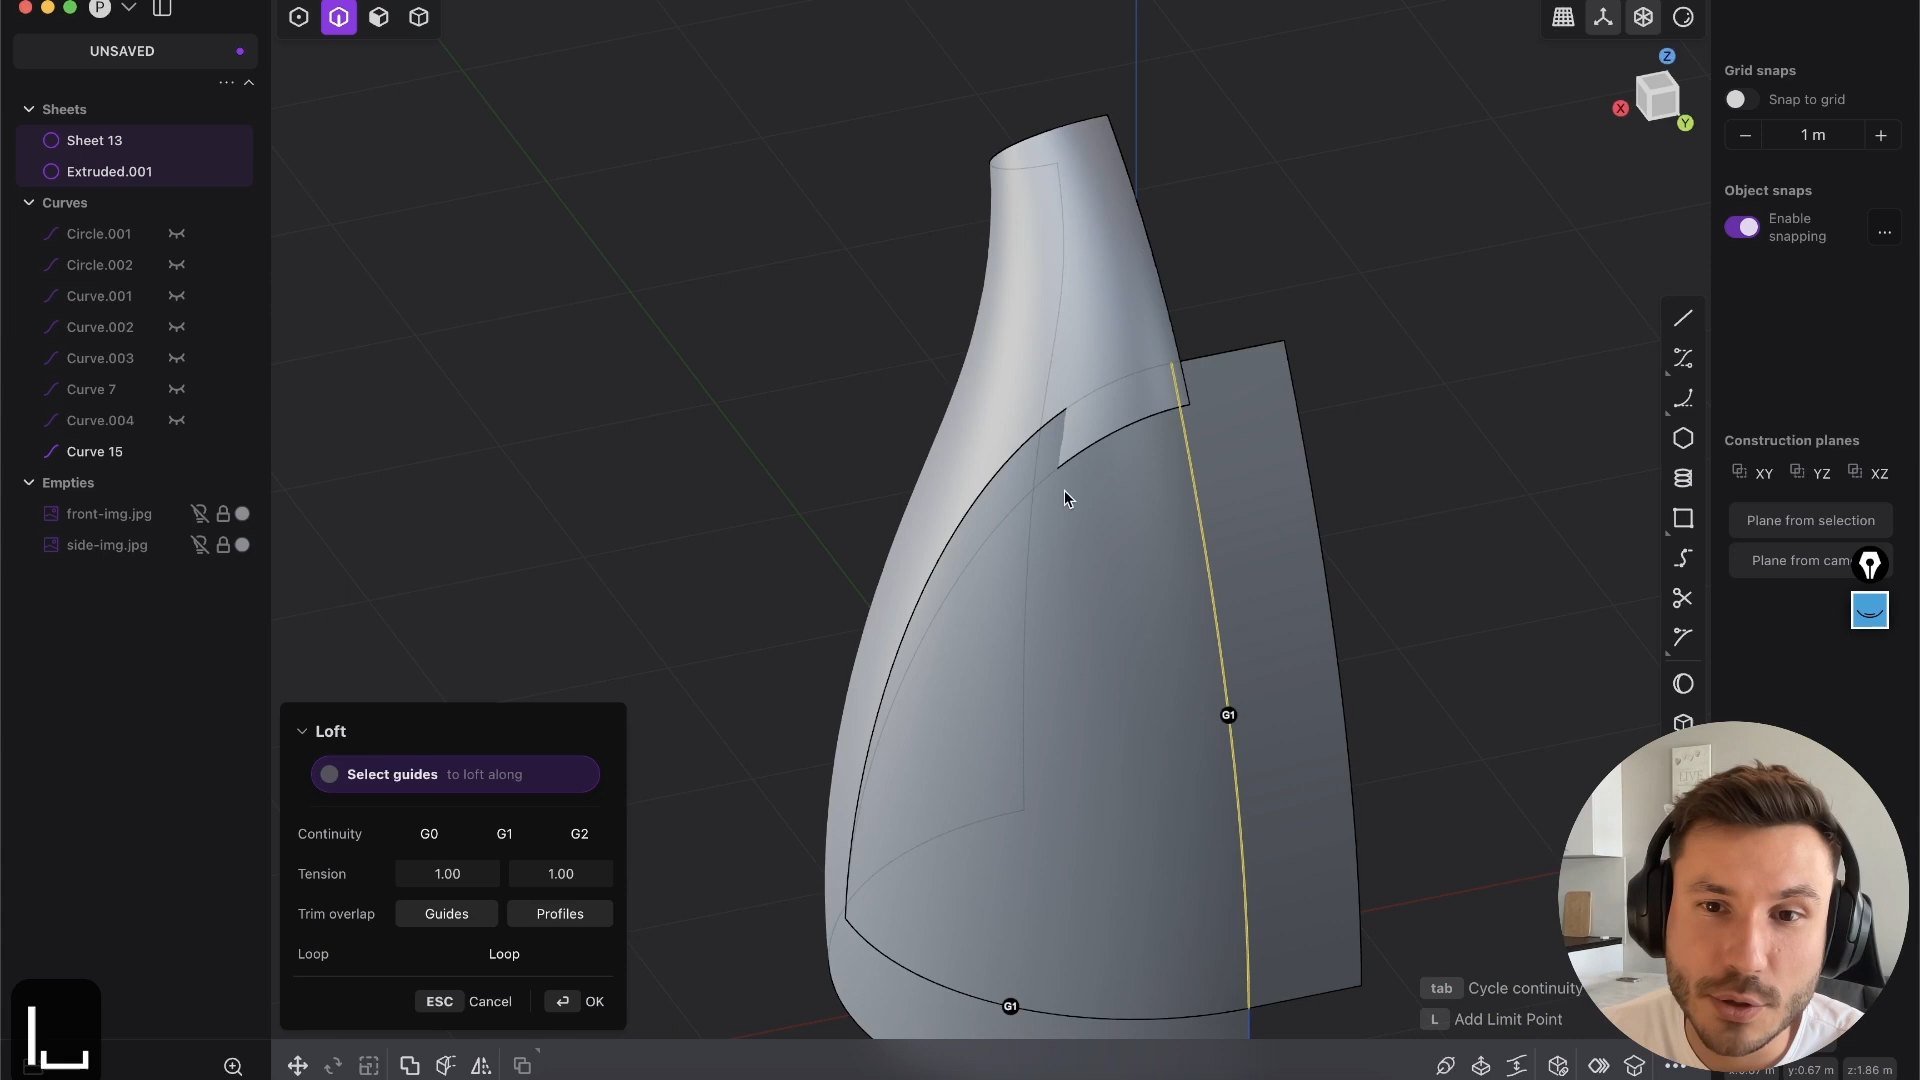 P
UNSAVED
Sheets
Sheet 13
Extruded.001
Curves
Circle.001
Circle.002
Curve.001
Curve.002
Curve.003
Curve 7
Curve.004
Curve 15
Empties
front-img.jpg
side-img.jpg
L
Loft
Select guides to loft along
Continuity G0 G1 G2
Tension 1.00 1.00
Trim overlap Guides Profiles
Loop Loop
ESC Cancel OK
G1
G1
Z
X
Y
tab Cycle continuity
L Add Limit Point
Grid snaps
Snap to grid
1 m
Object snaps
Enable
snapping
Construction planes
XY YZ XZ
Plane from selection
Plane from cam
LIVE
y:0.67 m z:1.86 m